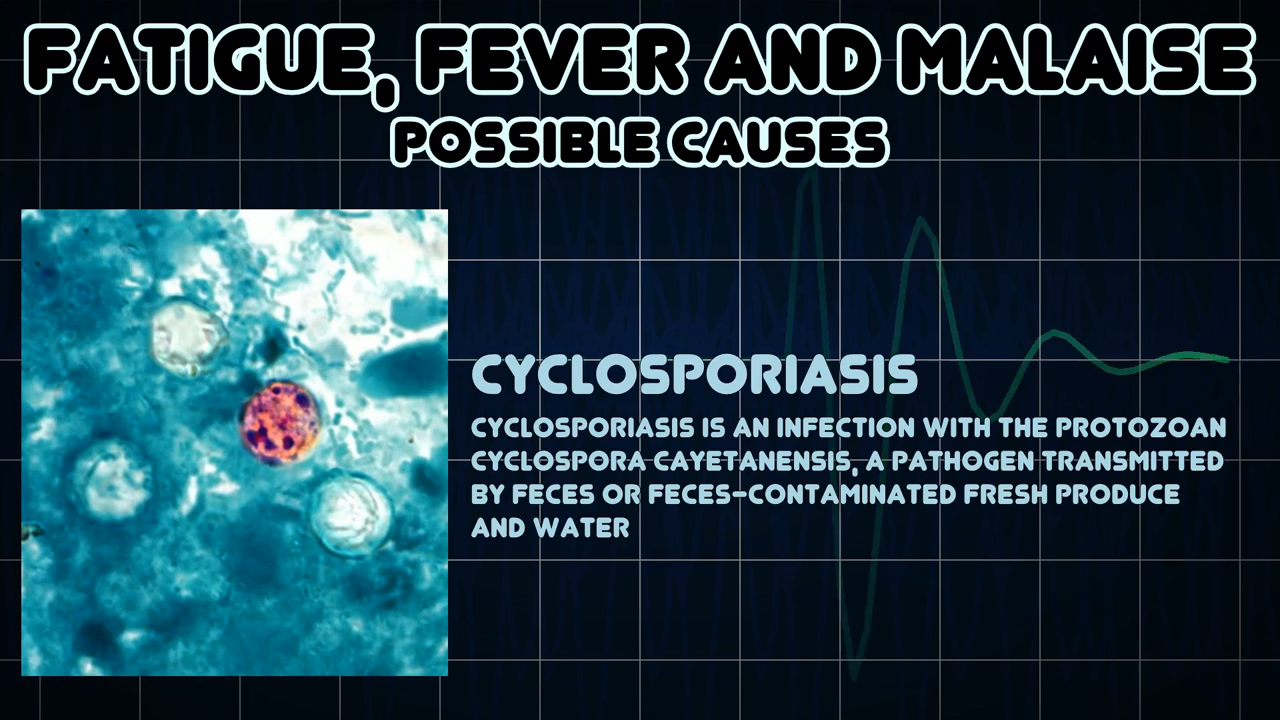 FATIGUE, FEVER AND MALAISE
POSSIBLE CAUSES
CYCLOSPORIASIS
CYCLOSPORIASIS IS AN INFECTION WITH THE PROTOZOAN
CYCLOSPORA CAYETANENSIS, A PATHOGEN TRANSMITTED
BY FECES OR FECES-CONTAMINATED FRESH PRODUCE
AND WATER